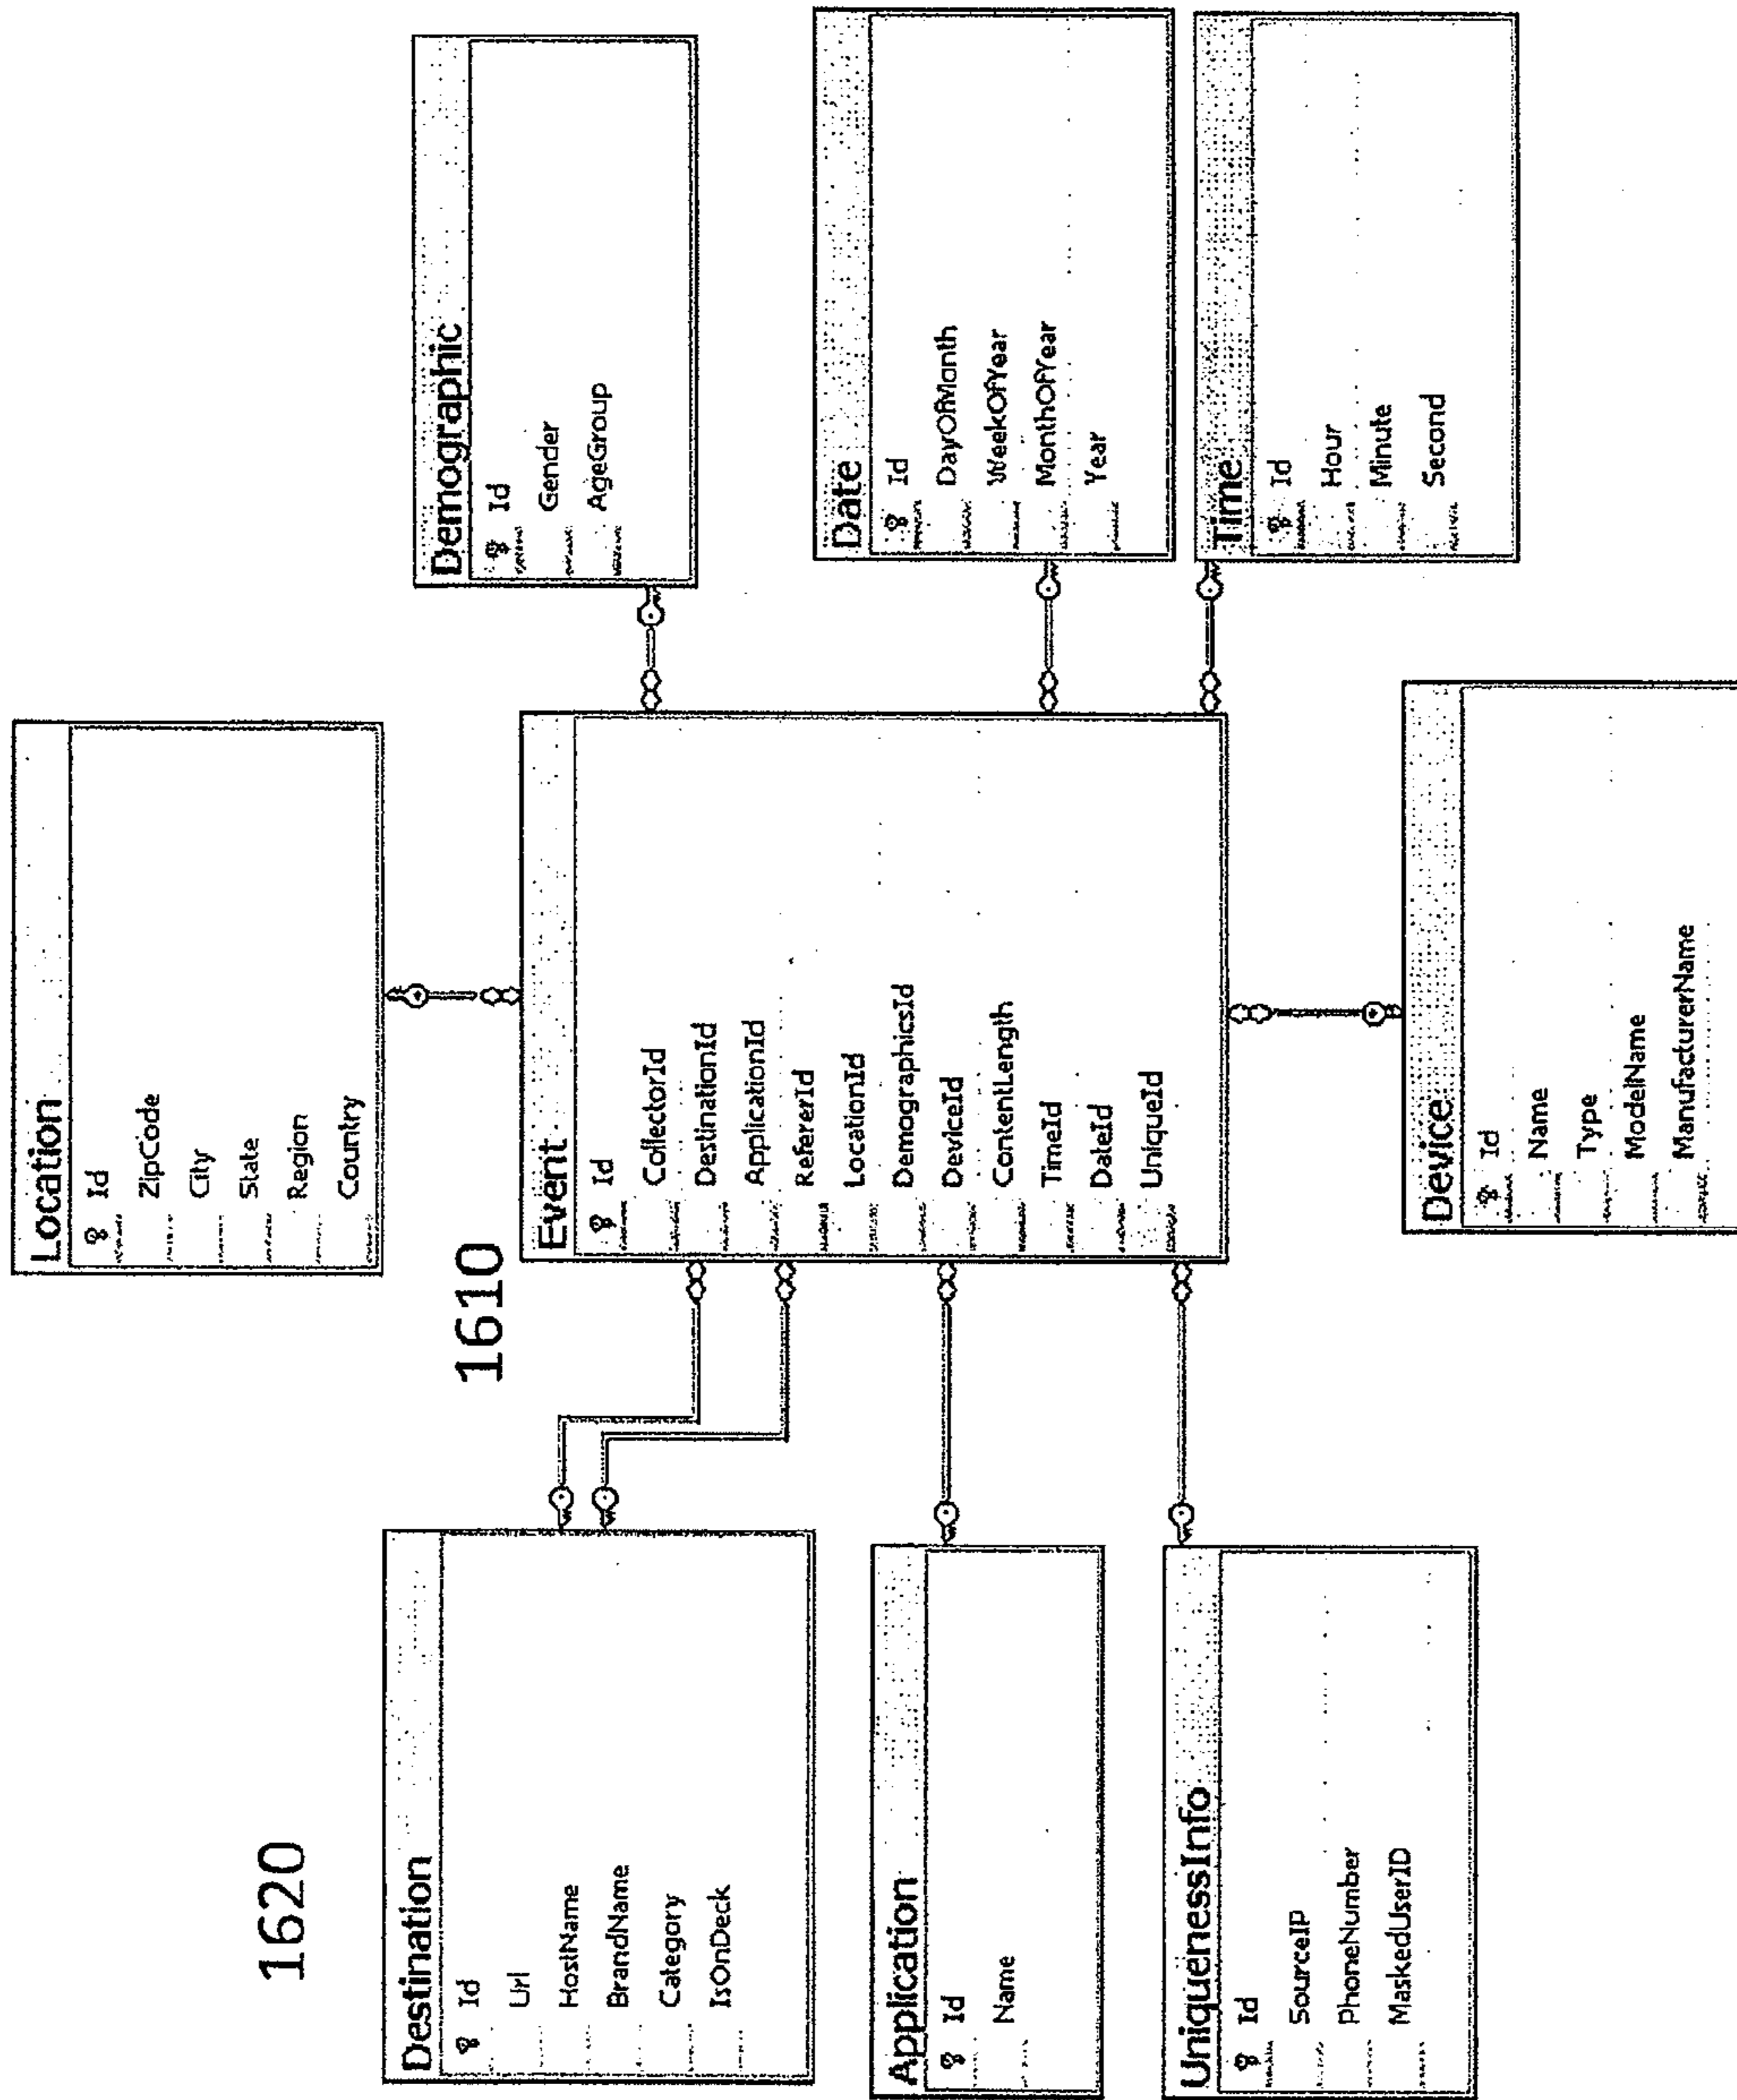 1620
Destination
Id
Url
HostName
BrandName
Category
IsOnDeck
Application
Id
Name
UniquenessInfo
Id
SourceIP
PhoneNumber
MaskedUserID
Location
Id
ZipCode
City
State
Region
Country
1610
Event
Id
CollectorId
DestinationId
ApplicationId
RefererId
LocationId
DemographicsId
DeviceId
ContentLength
TimeId
DateId
UniqueId
Device
Id
Name
Type
ModelName
ManufacturerName
Demographic
Id
Gender
AgeGroup
Date
Id
DayOfMonth
WeekOfYear
MonthOfYear
Year
Time
Id
Hour
Minute
Second